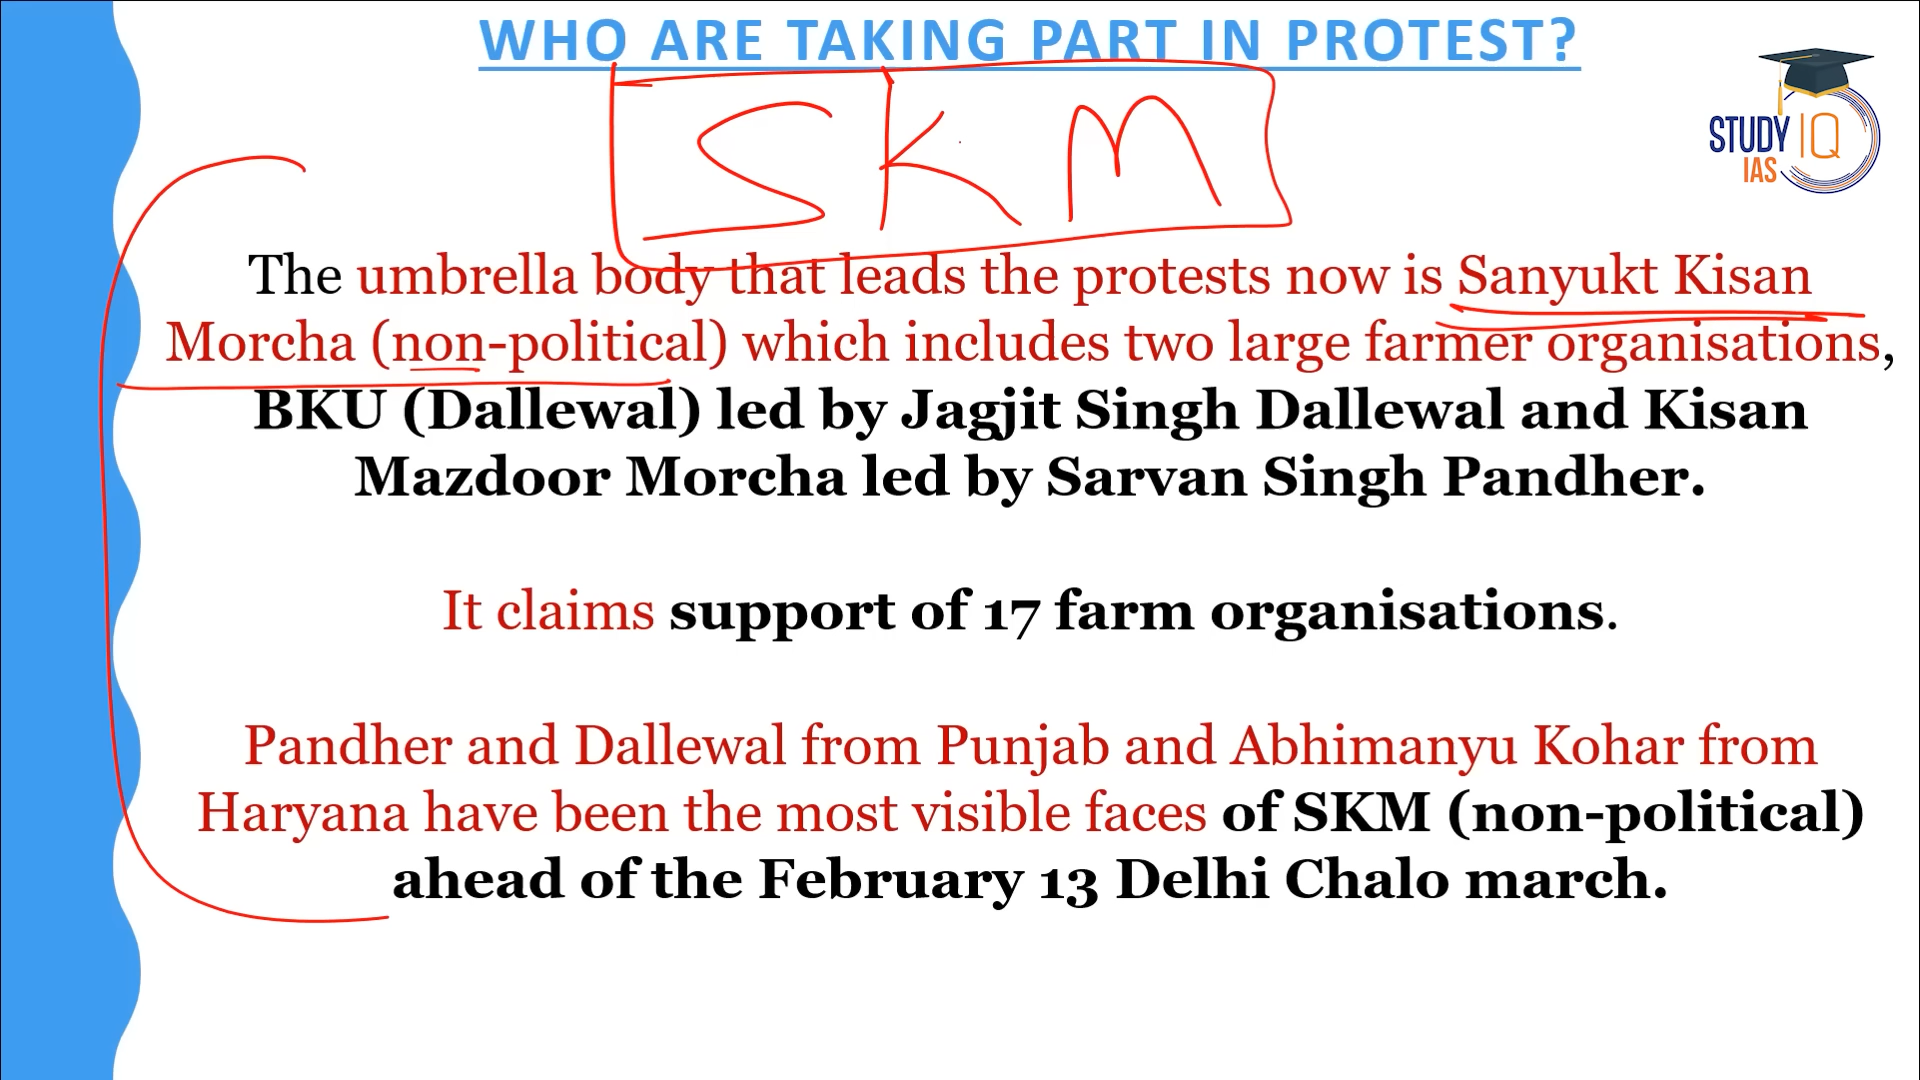 WHO ARE TAKING PART IN PROTEST?
STUDY IQ
IAS
SKM
The umbrella body that leads the protests now is Sanyukt Kisan
Morcha (non-political) which includes two large farmer organisations,
BKU (Dallewal) led by Jagjit Singh Dallewal and Kisan
Mazdoor Morcha led by Sarvan Singh Pandher.
It claims support of 17 farm organisations.
Pandher and Dallewal from Punjab and Abhimanyu Kohar from
Haryana have been the most visible faces of SKM (non-political)
ahead of the February 13 Delhi Chalo march.